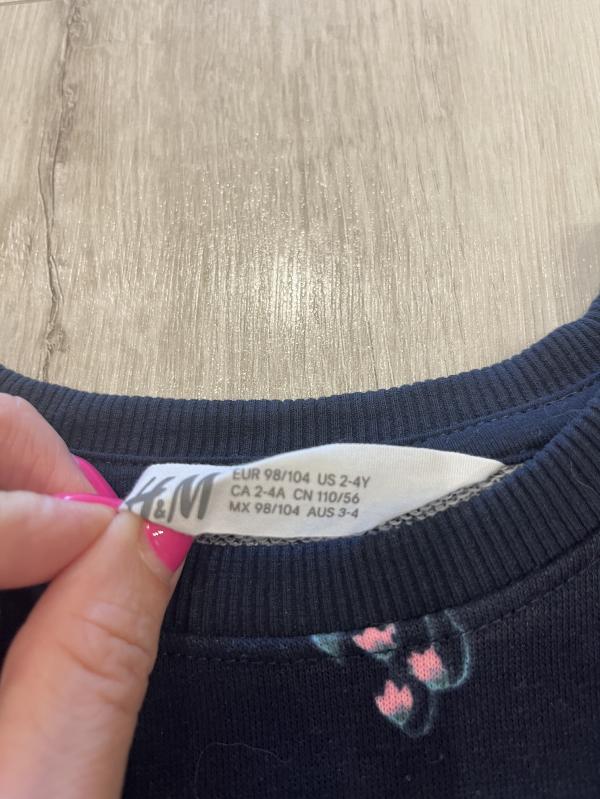 H&M
EUR 98/104 US 2-4Y
CA 2-4A CN 110/56
MX 98/104 AUS 3-4